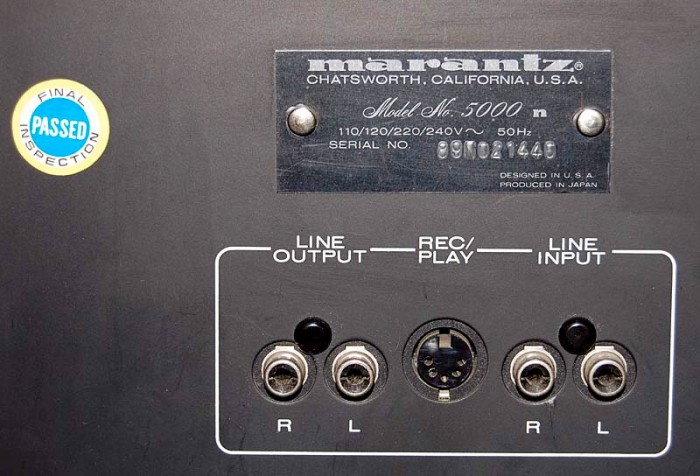 FINAL
PASSED
INSPECTION
marantz®
CHATSWORTH, CALIFORNIA, U.S.A.
Model No. 5000 n
110/120/220/240V~ 50Hz
SERIAL NO.
DESIGNED IN U.S.A.
PRODUCED IN JAPAN
LINE OUTPUT
REC/PLAY
LINE INPUT
R L R L